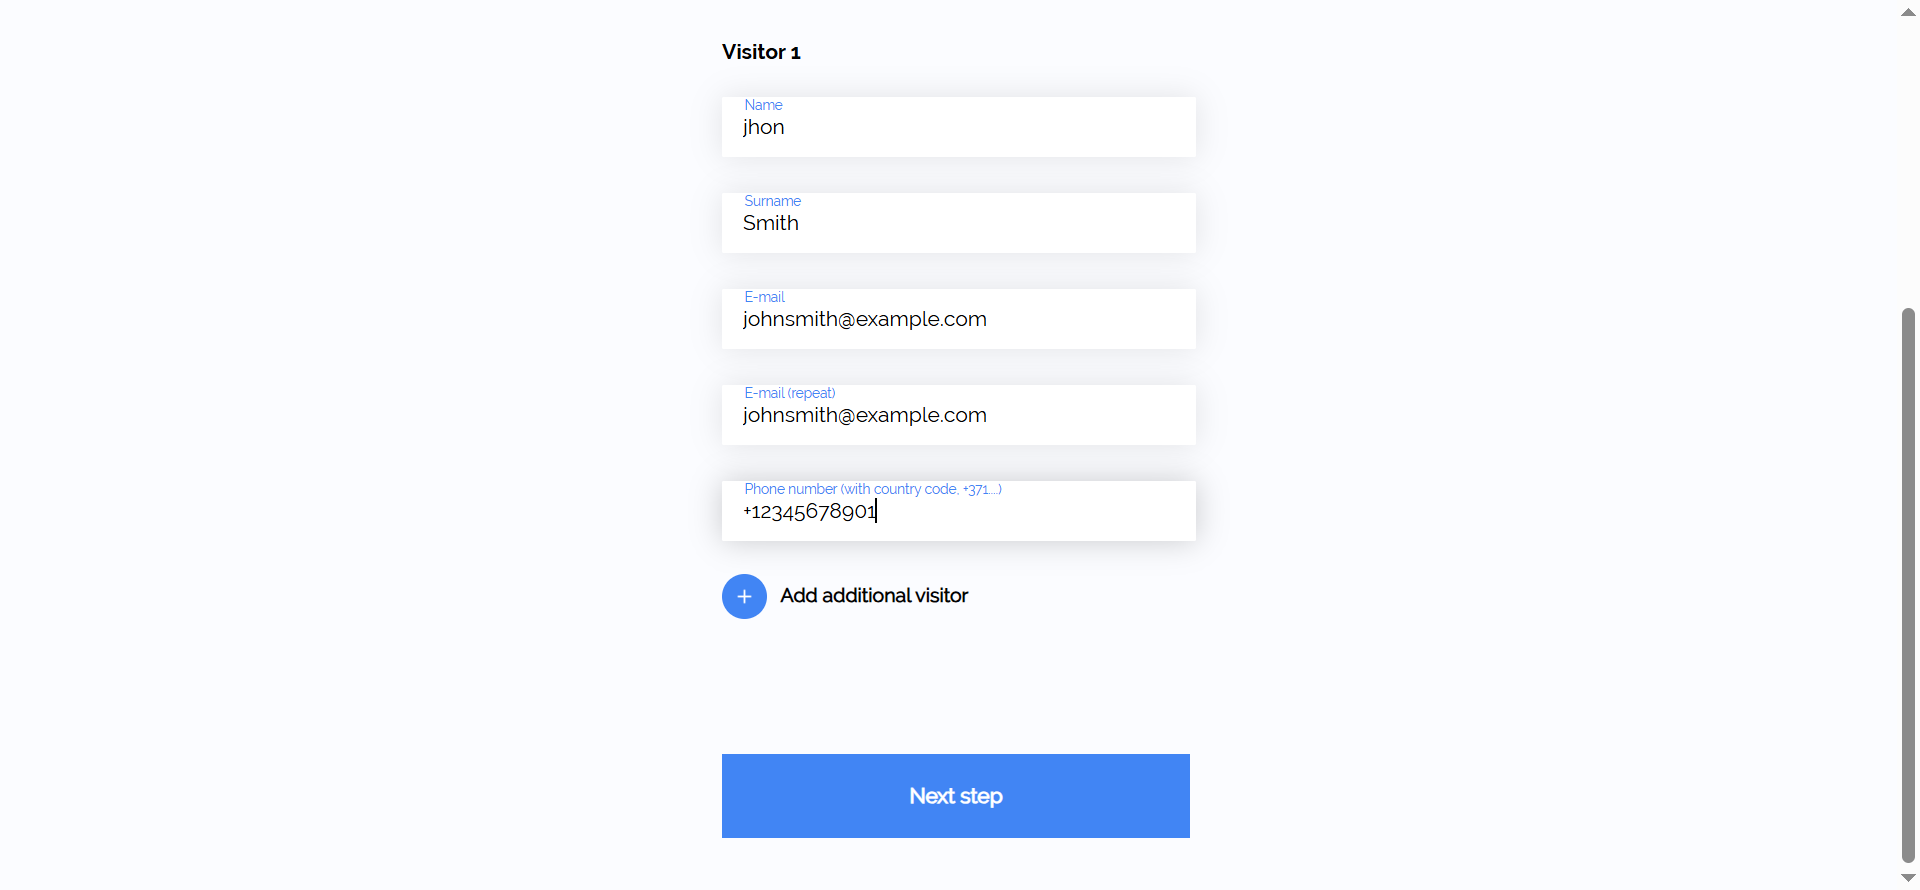 Visitor 1
Name
jhon
Surname
Smith
E-mail
johnsmith@example.com
E-mail (repeat)
johnsmith@example.com
Phone number (with country code, +371....)
+12345678901
+ Add additional visitor
Next step